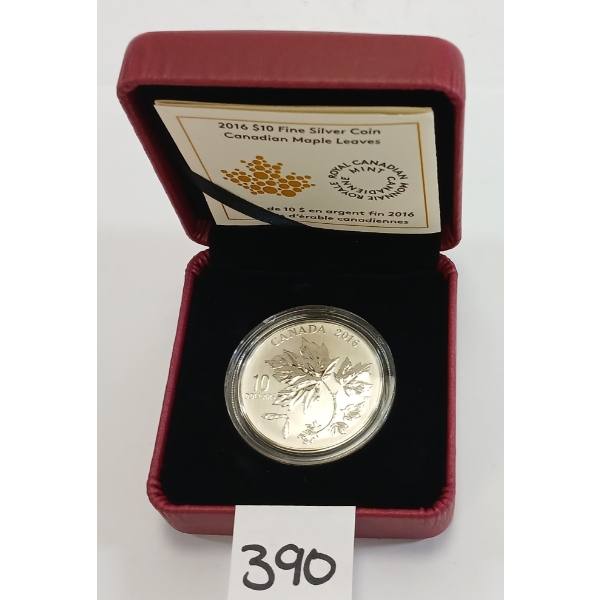 2016 $10 Fine Silver Coin
Canadian Maple Leaves
ROYAL CANADIAN MINT
MONNAIE ROYALE CANADIENNE
de 10 $ en argent fin 2016
d'érable canadiennes
CANADA 2016
10
DOLLARS
390